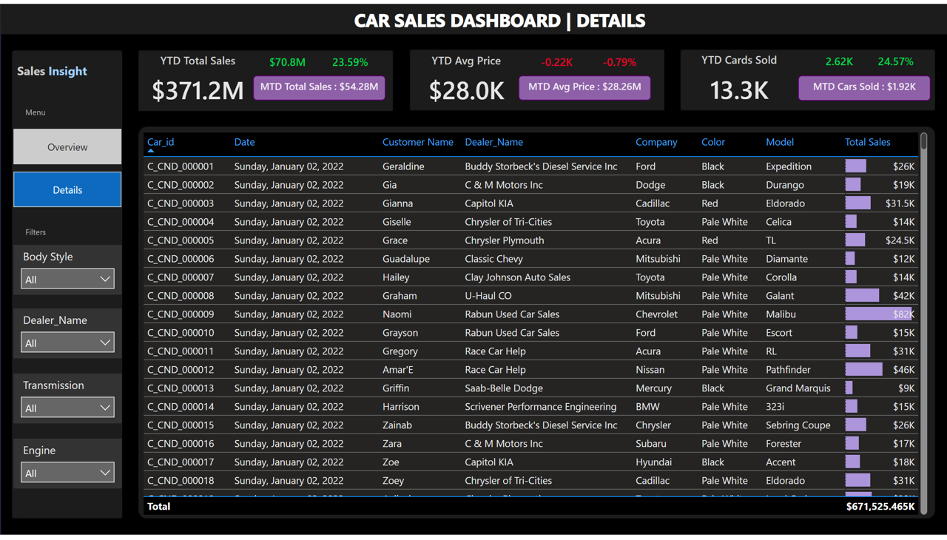 CAR SALES DASHBOARD | DETAILS
Sales Insight
Menu
Overview
Details
Filters
Body Style
All
Dealer_Name
All
Transmission
All
Engine
All
YTD Total Sales $70.8M 23.59%
$371.2M MTD Total Sales : $54.28M
YTD Avg Price -0.22K -0.79%
$28.0K MTD Avg Price : $28.26M
YTD Cards Sold 2.62K 24.57%
13.3K MTD Cars Sold : $1.92K
Car_id Date Customer Name Dealer_Name Company Color Model Total Sales
C_CND_000001 Sunday, January 02, 2022 Geraldine Buddy Storbeck's Diesel Service Inc Ford Black Expedition $26K
C_CND_000002 Sunday, January 02, 2022 Gia C & M Motors Inc Dodge Black Durango $19K
C_CND_000003 Sunday, January 02, 2022 Gianna Capitol KIA Cadillac Red Eldorado $31.5K
C_CND_000004 Sunday, January 02, 2022 Giselle Chrysler of Tri-Cities Toyota Pale White Celica $14K
C_CND_000005 Sunday, January 02, 2022 Grace Chrysler Plymouth Acura Red TL $24.5K
C_CND_000006 Sunday, January 02, 2022 Guadalupe Classic Chevy Mitsubishi Pale White Diamante $12K
C_CND_000007 Sunday, January 02, 2022 Hailey Clay Johnson Auto Sales Toyota Pale White Corolla $14K
C_CND_000008 Sunday, January 02, 2022 Graham U-Haul CO Mitsubishi Pale White Galant $42K
C_CND_000009 Sunday, January 02, 2022 Naomi Rabun Used Car Sales Chevrolet Pale White Malibu $82K
C_CND_000010 Sunday, January 02, 2022 Grayson Rabun Used Car Sales Ford Pale White Escort $15K
C_CND_000011 Sunday, January 02, 2022 Gregory Race Car Help Acura Pale White RL $31K
C_CND_000012 Sunday, January 02, 2022 Amar'E Race Car Help Nissan Pale White Pathfinder $46K
C_CND_000013 Sunday, January 02, 2022 Griffin Saab-Belle Dodge Mercury Black Grand Marquis $9K
C_CND_000014 Sunday, January 02, 2022 Harrison Scrivener Performance Engineering BMW Pale White 323i $15K
C_CND_000015 Sunday, January 02, 2022 Zainab Buddy Storbeck's Diesel Service Inc Chrysler Pale White Sebring Coupe $26K
C_CND_000016 Sunday, January 02, 2022 Zara C & M Motors Inc Subaru Pale White Forester $17K
C_CND_000017 Sunday, January 02, 2022 Zoe Capitol KIA Hyundai Black Accent $18K
C_CND_000018 Sunday, January 02, 2022 Zoey Chrysler of Tri-Cities Cadillac Pale White Eldorado $31K
Total $671,525.465K